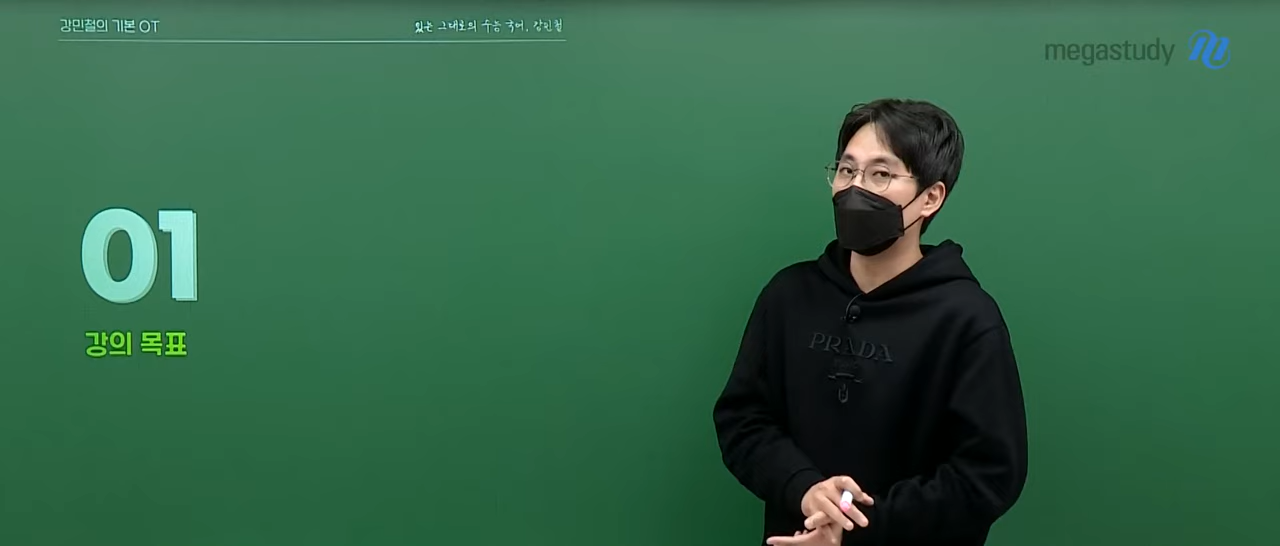 강민철의 기본 OT
있는 그대로의 수능 국어, 강민철
megastudy
01
강의 목표
PRADA